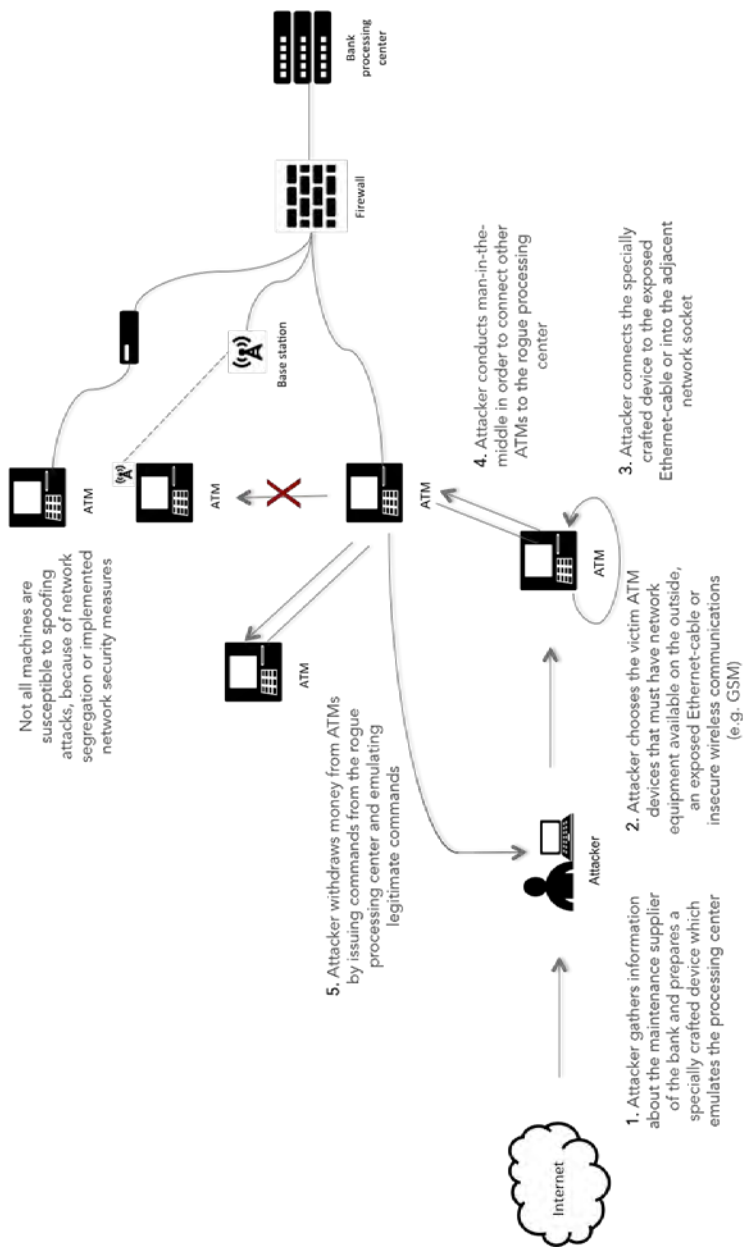 Not all machines are
susceptible to spoofing
attacks, because of network
segregation or implemented
network security measures
ATM
ATM
Base station
Firewall
Bank
processing
center
5. Attacker withdraws money from ATMs
by issuing commands from the rogue
processing center and emulating
legitimate commands
ATM
ATM
4. Attacker conducts man-in-the-
middle in order to connect other
ATMs to the rogue processing
center
Internet
Attacker
ATM
1. Attacker gathers information
about the maintenance supplier
of the bank and prepares a
specially crafted device which
emulates the processing center
2. Attacker chooses the victim ATM
devices that must have network
equipment available on the outside,
an exposed Ethernet-cable or
insecure wireless communications
(e.g. GSM)
3. Attacker connects the specially
crafted device to the exposed
Ethernet-cable or into the adjacent
network socket